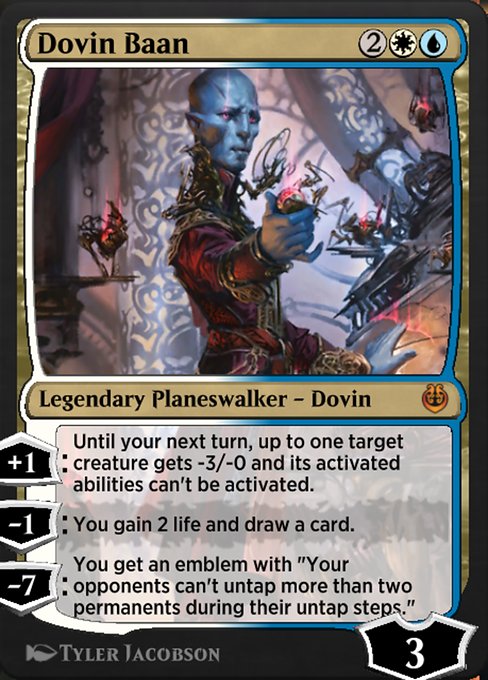 Dovin Baan 2
Legendary Planeswalker – Dovin
+1: Until your next turn, up to one target
creature gets -3/-0 and its activated
abilities can't be activated.
–1: You gain 2 life and draw a card.
–7: You get an emblem with "Your
opponents can't untap more than two
permanents during their untap steps."
Tyler Jacobson
3